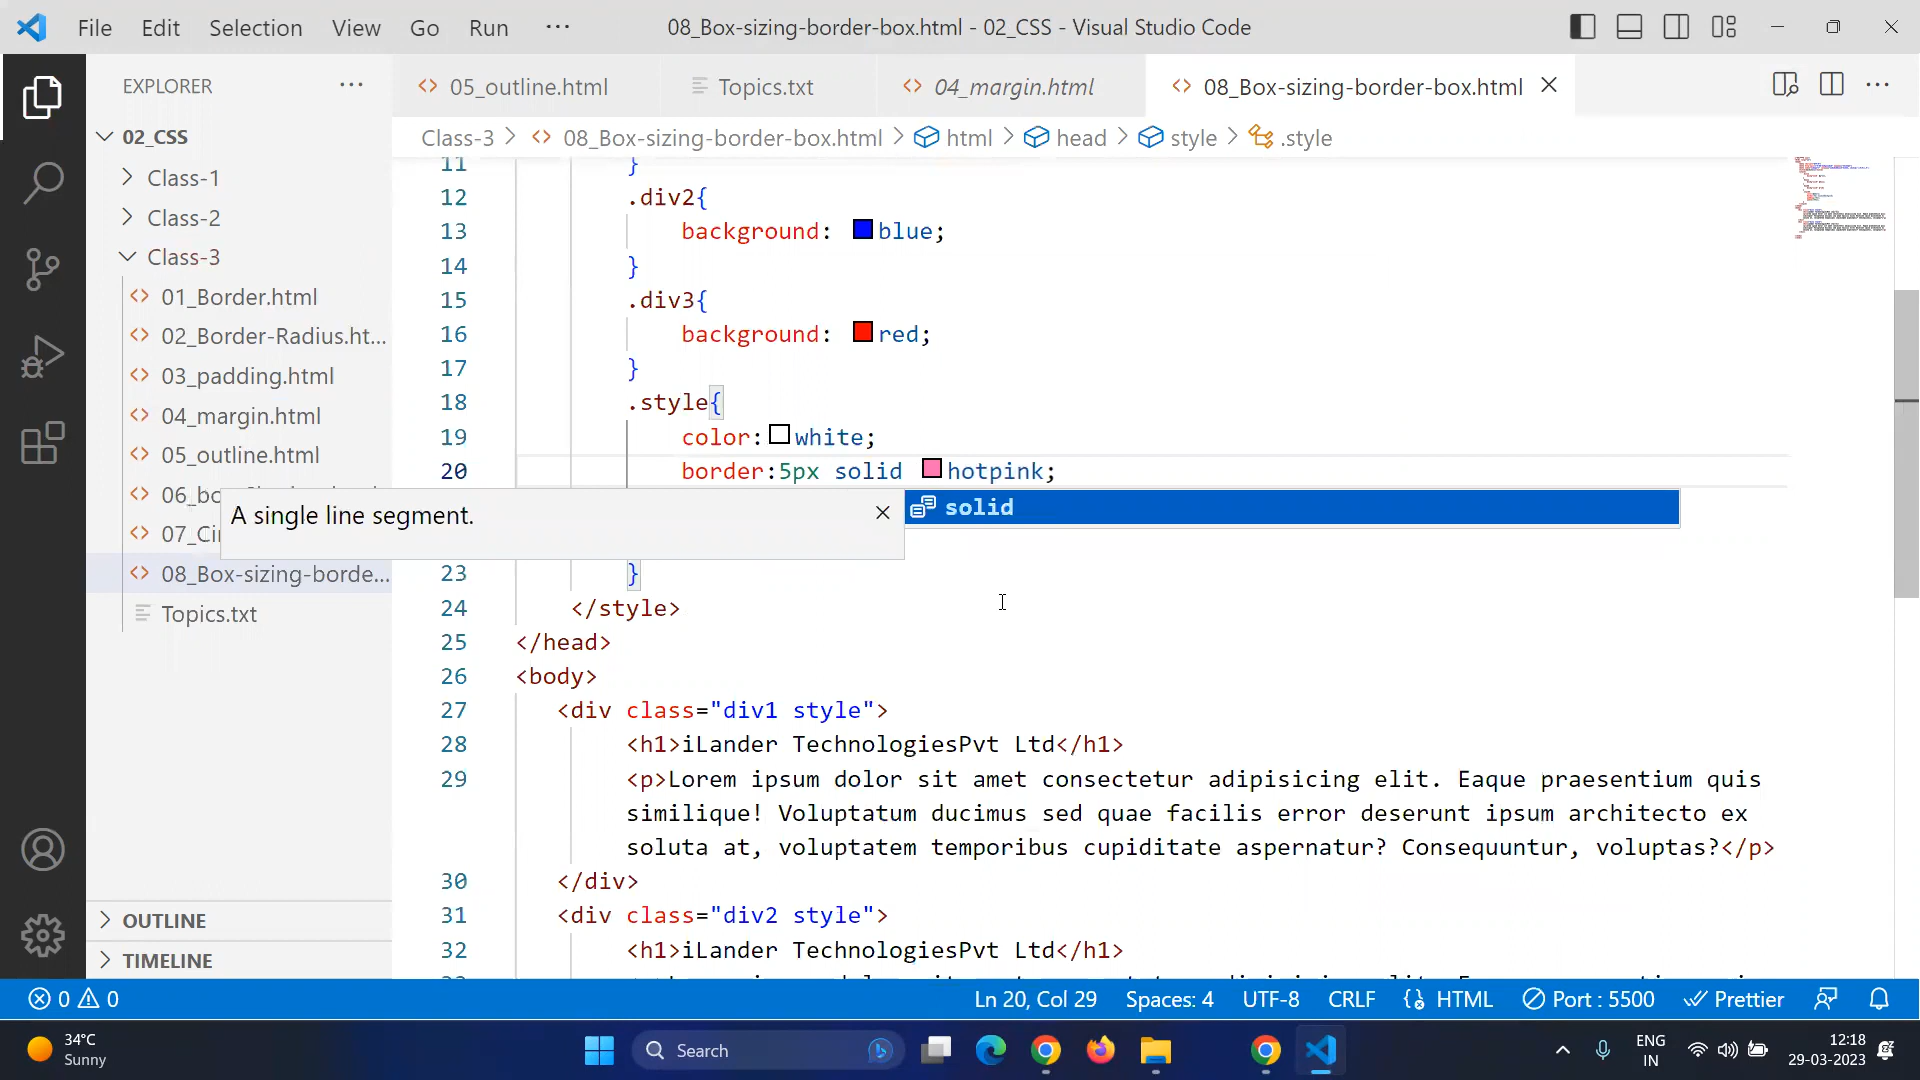 File Edit Selection View Go Run ··· 08_Box-sizing-border-box.html - 02_CSS - Visual Studio Code
EXPLORER ···
05_outline.html Topics.txt 04_margin.html 08_Box-sizing-border-box.html
Class-3 > 08_Box-sizing-border-box.html > html > head > style > .style
02_CSS
Class-1
Class-2
Class-3
01_Border.html
02_Border-Radius.ht...
03_padding.html
04_margin.html
05_outline.html
06_bo
07_Ci
08_Box-sizing-borde...
Topics.txt
OUTLINE
TIMELINE
11 }
12 .div2{
13 background: blue;
14 }
15 .div3{
16 background: red;
17 }
18 .style{
19 color: white;
20 border:5px solid hotpink;
A single line segment.
solid
23 }
24 </style>
25 </head>
26 <body>
27 <div class="div1 style">
28 <h1>iLander TechnologiesPvt Ltd</h1>
29 <p>Lorem ipsum dolor sit amet consectetur adipisicing elit. Eaque praesentium quis
similique! Voluptatum ducimus sed quae facilis error deserunt ipsum architecto ex
soluta at, voluptatem temporibus cupiditate aspernatur? Consequuntur, voluptas?</p>
30 </div>
31 <div class="div2 style">
32 <h1>iLander TechnologiesPvt Ltd</h1>
0 0 Ln 20, Col 29 Spaces: 4 UTF-8 CRLF HTML Port : 5500 Prettier
34°C
Sunny
Search
ENG
IN
12:18
29-03-2023